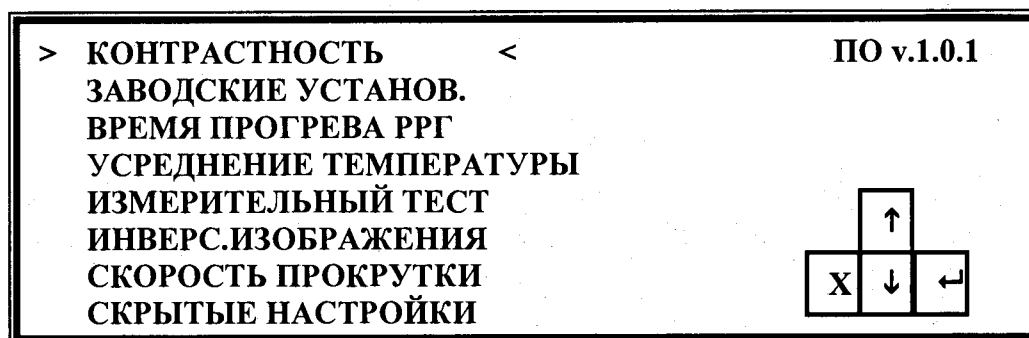 > КОНТРАСТНОСТЬ < ПО v.1.0.1
ЗАВОДСКИЕ УСТАНОВ.
ВРЕМЯ ПРОГРЕВА РРГ
УСРЕДНЕНИЕ ТЕМПЕРАТУРЫ
ИЗМЕРИТЕЛЬНЫЙ ТЕСТ
ИНВЕРС.ИЗОБРАЖЕНИЯ
СКОРОСТЬ ПРОКРУТКИ
СКРЫТЫЕ НАСТРОЙКИ
↑
X ↓ ↵